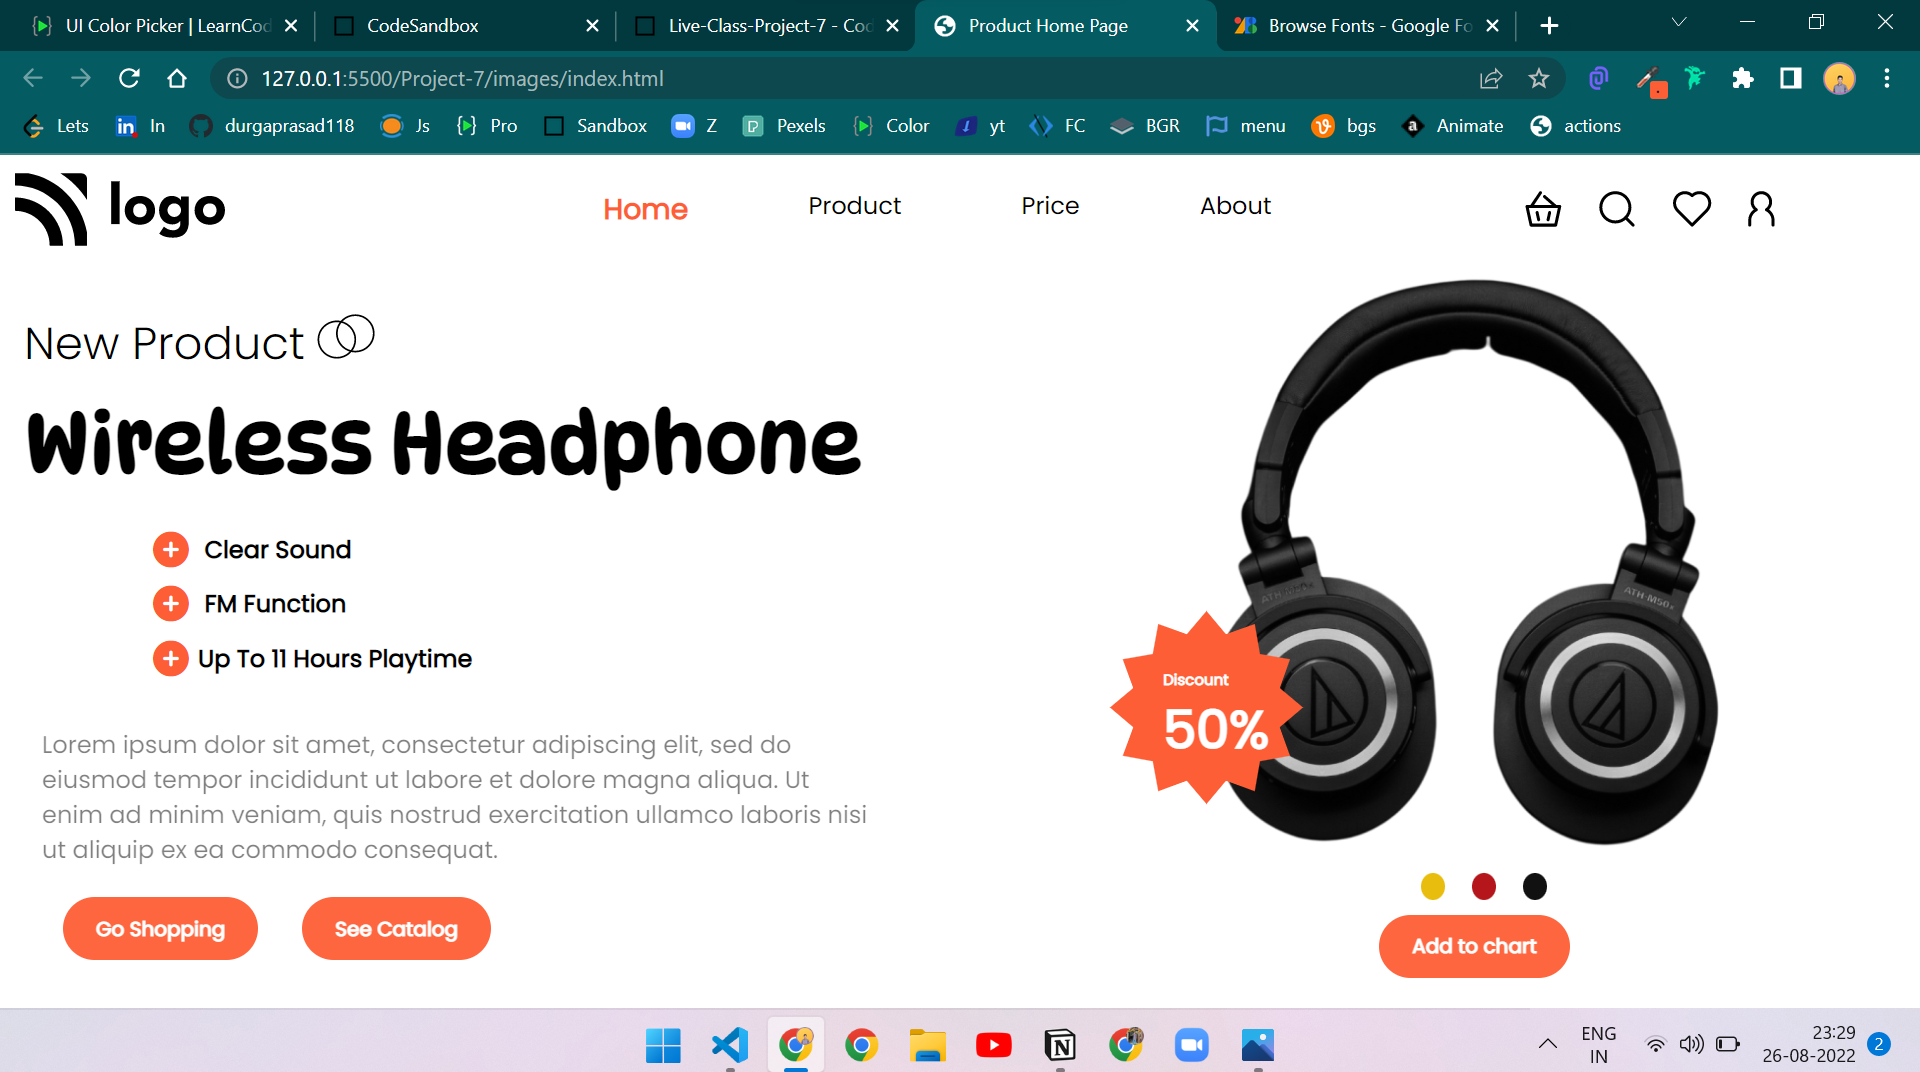 UI Color Picker | LearnCod
CodeSandbox
Live-Class-Project-7 - Cod
Product Home Page
Browse Fonts - Google Fo
127.0.0.1:5500/Project-7/images/index.html
Lets
in In
durgaprasad118
Js
Pro
Sandbox
Z
Pexels
Color
yt
FC
BGR
menu
bgs
a Animate
actions
logo
Home
Product
Price
About
New Product
Wireless Headphone
Clear Sound
FM Function
Up To 11 Hours Playtime
ATH-M50x
Discount
50%
Lorem ipsum dolor sit amet, consectetur adipiscing elit, sed do
eiusmod tempor incididunt ut labore et dolore magna aliqua. Ut
enim ad minim veniam, quis nostrud exercitation ullamco laboris nisi
ut aliquip ex ea commodo consequat.
Go Shopping
See Catalog
Add to chart
ENG
IN
23:29
26-08-2022
2